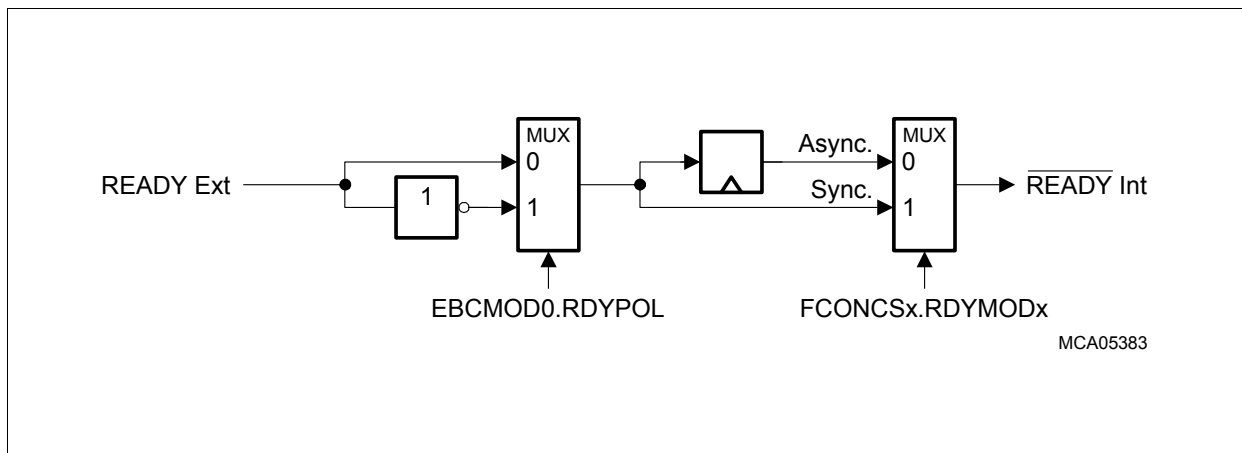 MUX
MUX
Async.
0
0
READY Ext
READY Int
1
Sync.
1
1
EBCMOD0.RDYPOL
FCONCSx.RDYMODx
MCA05383